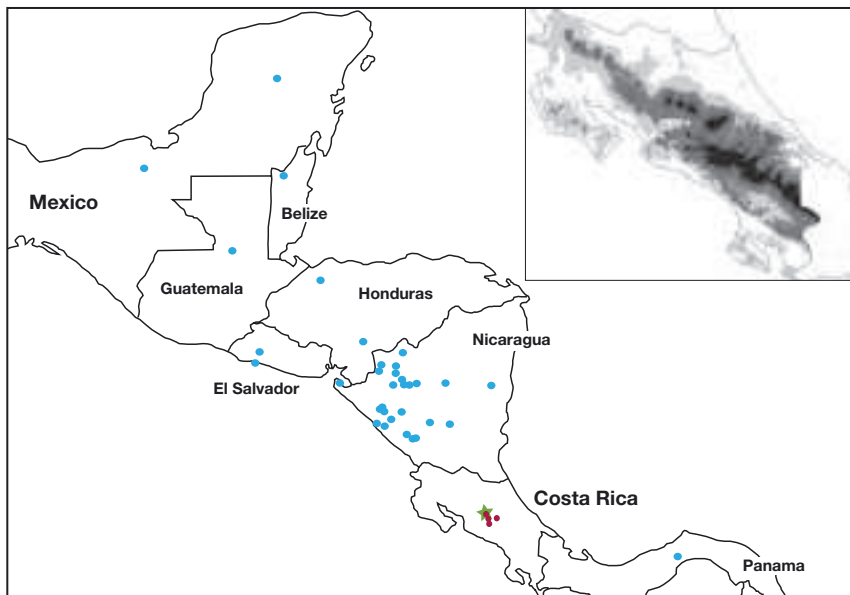 Mexico
Belize
Guatemala
Honduras
Nicaragua
El Salvador
Costa Rica
Panama